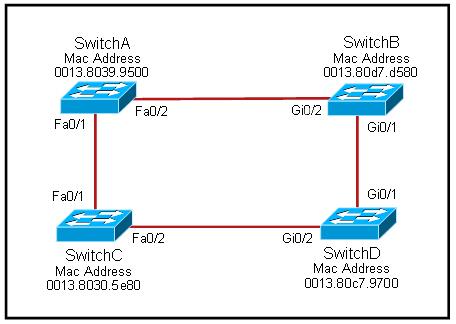 SwitchA
Mac Address
0013.8039.9500
SwitchB
Mac Address
0013.80d7.d580
Fa0/1
Fa0/2
Gi0/2
Gi0/1
Fa0/1
Fa0/2
Gi0/2
Gi0/1
SwitchC
Mac Address
0013.8030.5e80
SwitchD
Mac Address
0013.80c7.9700